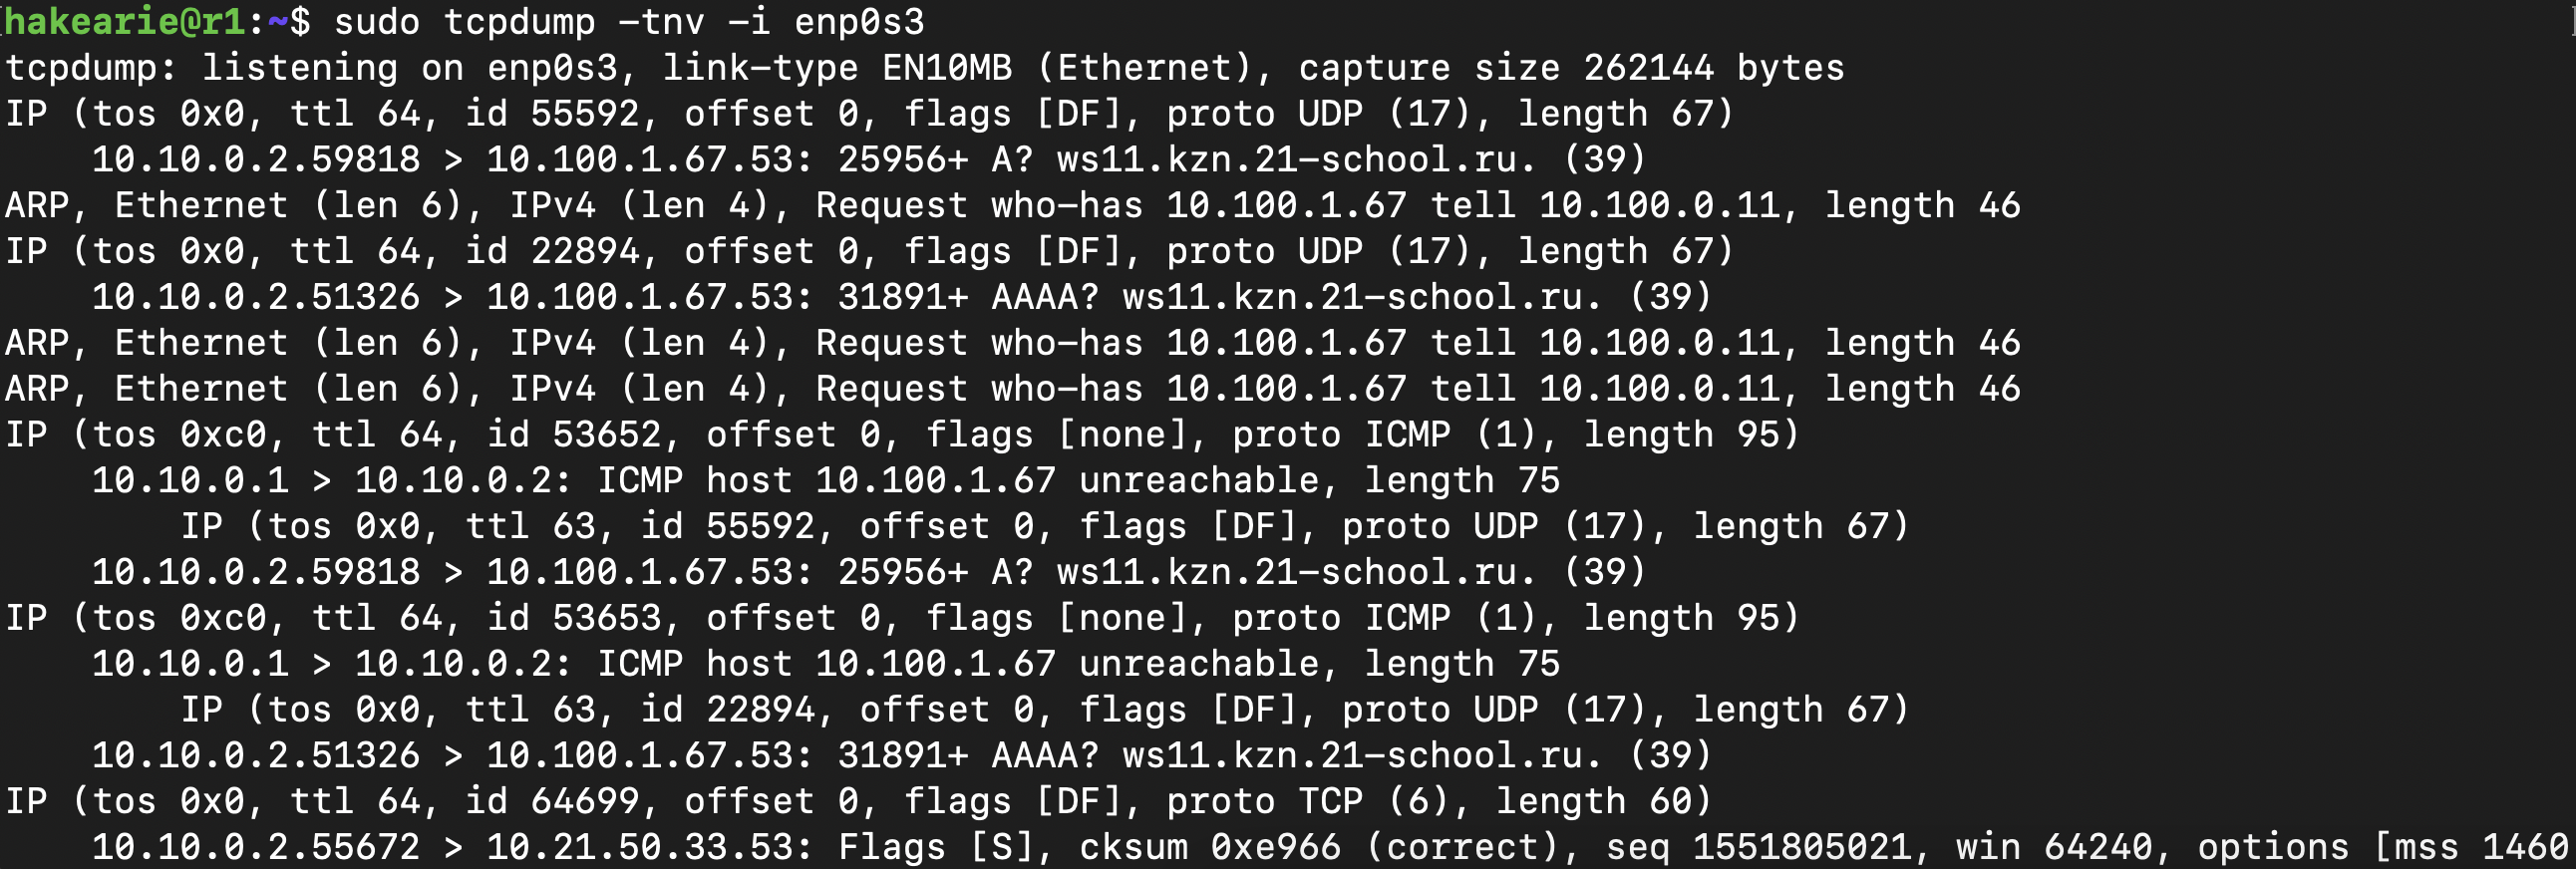 hakearie@r1:~$ sudo tcpdump -tnv -i enp0s3
tcpdump: listening on enp0s3, link-type EN10MB (Ethernet), capture size 262144 bytes
IP (tos 0x0, ttl 64, id 55592, offset 0, flags [DF], proto UDP (17), length 67)
    10.10.0.2.59818 > 10.100.1.67.53: 25956+ A? ws11.kzn.21-school.ru. (39)
ARP, Ethernet (len 6), IPv4 (len 4), Request who-has 10.100.1.67 tell 10.100.0.11, length 46
IP (tos 0x0, ttl 64, id 22894, offset 0, flags [DF], proto UDP (17), length 67)
    10.10.0.2.51326 > 10.100.1.67.53: 31891+ AAAA? ws11.kzn.21-school.ru. (39)
ARP, Ethernet (len 6), IPv4 (len 4), Request who-has 10.100.1.67 tell 10.100.0.11, length 46
ARP, Ethernet (len 6), IPv4 (len 4), Request who-has 10.100.1.67 tell 10.100.0.11, length 46
IP (tos 0xc0, ttl 64, id 53652, offset 0, flags [none], proto ICMP (1), length 95)
    10.10.0.1 > 10.10.0.2: ICMP host 10.100.1.67 unreachable, length 75
        IP (tos 0x0, ttl 63, id 55592, offset 0, flags [DF], proto UDP (17), length 67)
    10.10.0.2.59818 > 10.100.1.67.53: 25956+ A? ws11.kzn.21-school.ru. (39)
IP (tos 0xc0, ttl 64, id 53653, offset 0, flags [none], proto ICMP (1), length 95)
    10.10.0.1 > 10.10.0.2: ICMP host 10.100.1.67 unreachable, length 75
        IP (tos 0x0, ttl 63, id 22894, offset 0, flags [DF], proto UDP (17), length 67)
    10.10.0.2.51326 > 10.100.1.67.53: 31891+ AAAA? ws11.kzn.21-school.ru. (39)
IP (tos 0x0, ttl 64, id 64699, offset 0, flags [DF], proto TCP (6), length 60)
    10.10.0.2.55672 > 10.21.50.33.53: Flags [S], cksum 0xe966 (correct), seq 1551805021, win 64240, options [mss 1460